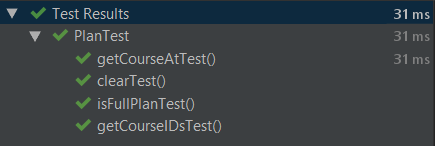 Test Results 31 ms
PlanTest 31 ms
getCourseAtTest() 31 ms
clearTest()
isFullPlanTest()
getCourseIDsTest()